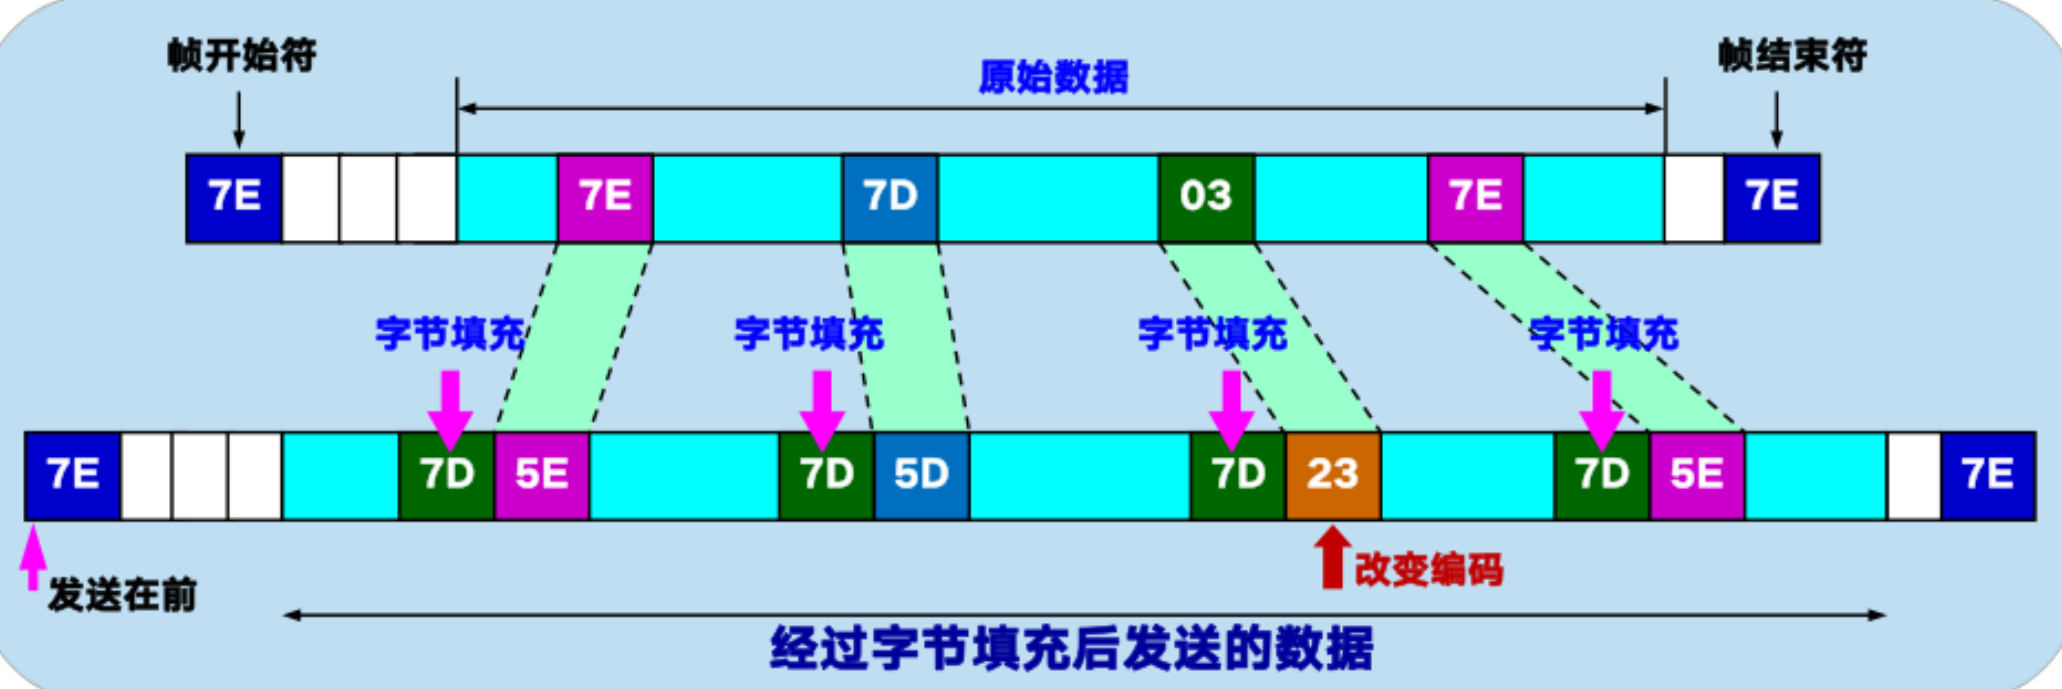 帧开始符
原始数据
帧结束符
7E 7E 7D 03 7E 7E
字节填充 字节填充 字节填充 字节填充
7E 7D 5E 7D 5D 7D 23 7D 5E 7E
发送在前
改变编码
经过字节填充后发送的数据